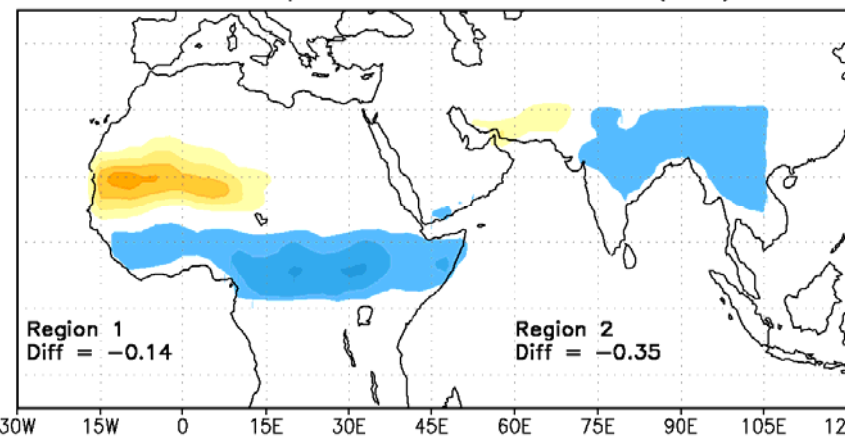 Region 1
Diff = −0.14
Region 2
Diff = −0.35
30W 15W 0 15E 30E 45E 60E 75E 90E 105E